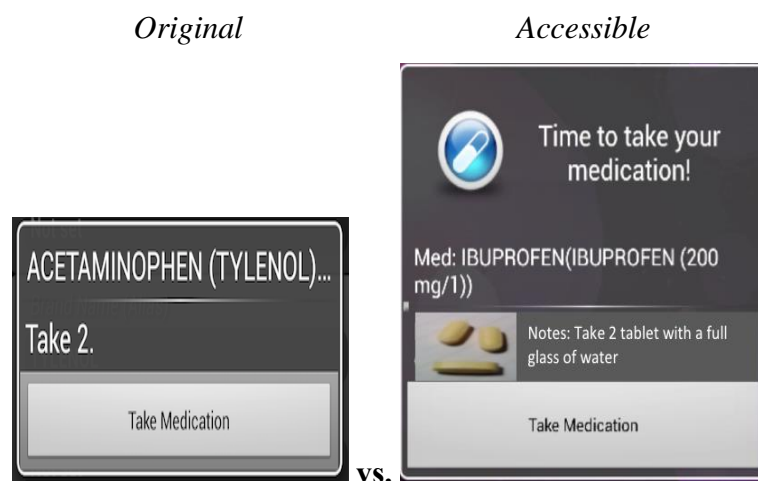 Original
Accessible
ACETAMINOPHEN (TYLENOL)...
Take 2.
Take Medication
vs.
Time to take your
medication!
Med: IBUPROFEN(IBUPROFEN (200
mg/1))
Notes: Take 2 tablet with a full
glass of water
Take Medication